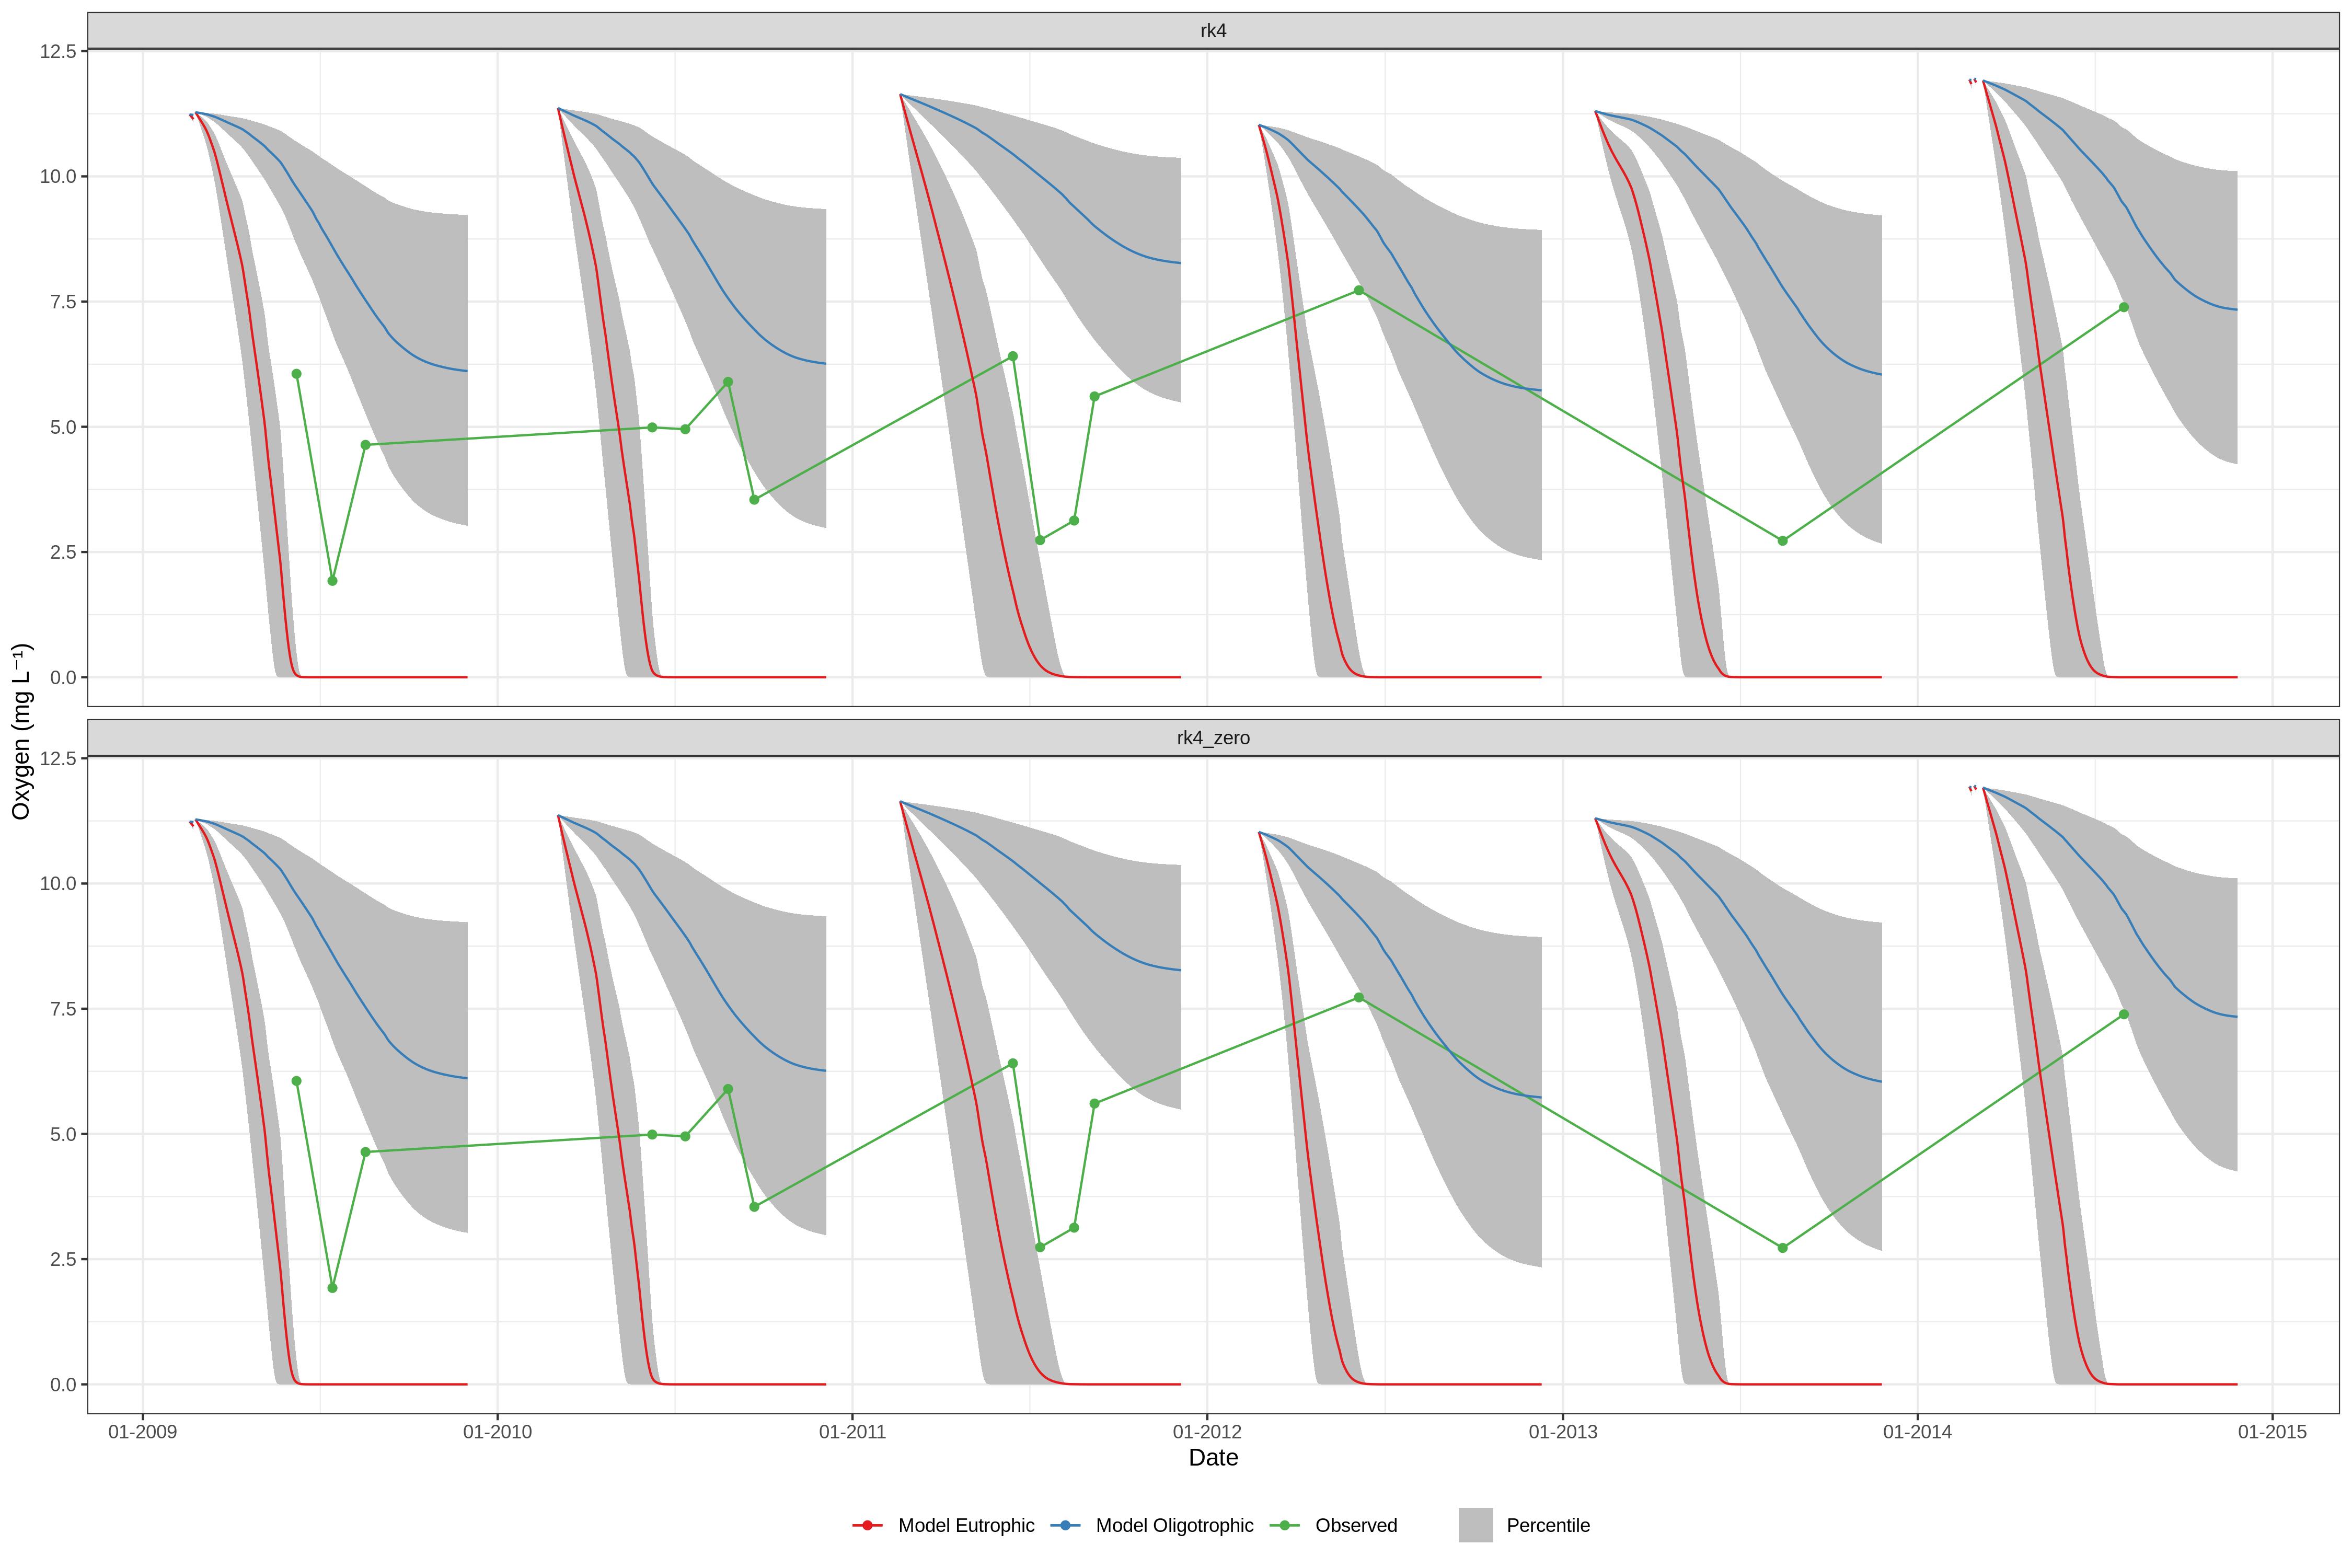 rk4
12.5
10.0
7.5
5.0
2.5
0.0
Oxygen (mg L⁻¹)
rk4_zero
12.5
10.0
7.5
5.0
2.5
0.0
01-2009 01-2010 01-2011 01-2012 01-2013 01-2014 01-2015
Date
Model Eutrophic Model Oligotrophic Observed Percentile